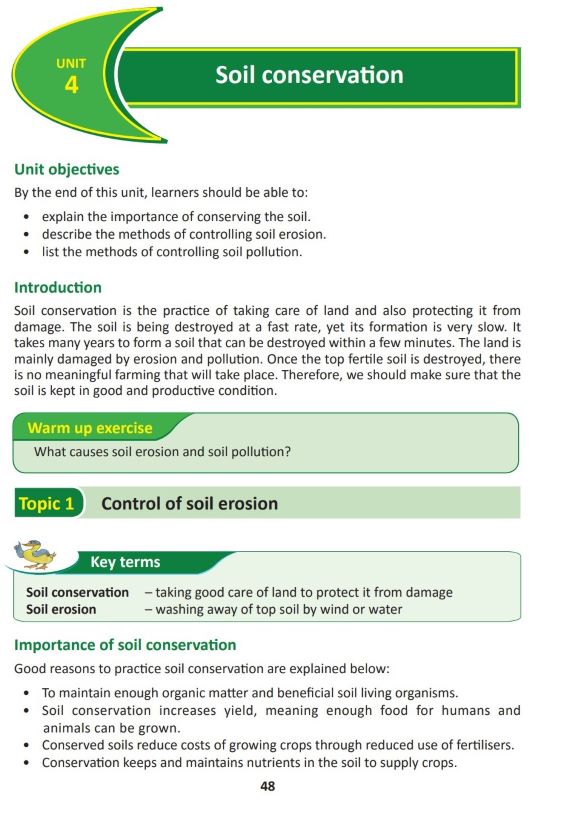 UNIT
4
Soil conservation
Unit objectives
By the end of this unit, learners should be able to:
• explain the importance of conserving the soil.
• describe the methods of controlling soil erosion.
• list the methods of controlling soil pollution.
Introduction
Soil conservation is the practice of taking care of land and also protecting it from
damage. The soil is being destroyed at a fast rate, yet its formation is very slow. It
takes many years to form a soil that can be destroyed within a few minutes. The land is
mainly damaged by erosion and pollution. Once the top fertile soil is destroyed, there
is no meaningful farming that will take place. Therefore, we should make sure that the
soil is kept in good and productive condition.
Warm up exercise
What causes soil erosion and soil pollution?
Topic 1 Control of soil erosion
Key terms
Soil conservation – taking good care of land to protect it from damage
Soil erosion – washing away of top soil by wind or water
Importance of soil conservation
Good reasons to practice soil conservation are explained below:
• To maintain enough organic matter and beneficial soil living organisms.
• Soil conservation increases yield, meaning enough food for humans and
animals can be grown.
• Conserved soils reduce costs of growing crops through reduced use of fertilisers.
• Conservation keeps and maintains nutrients in the soil to supply crops.
48